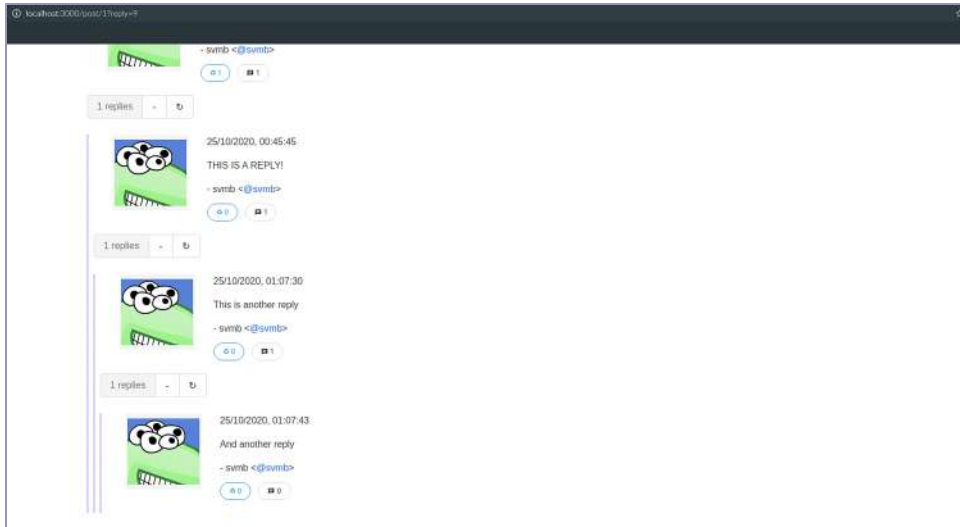 localhost:3000/post/1?reply=9
- svmb <@svmb>
1 1
1 replies - ↻
25/10/2020, 00:45:45
THIS IS A REPLY!
- svmb <@svmb>
0 1
1 replies - ↻
25/10/2020, 01:07:30
This is another reply
- svmb <@svmb>
0 1
1 replies - ↻
25/10/2020, 01:07:43
And another reply
- svmb <@svmb>
0 0